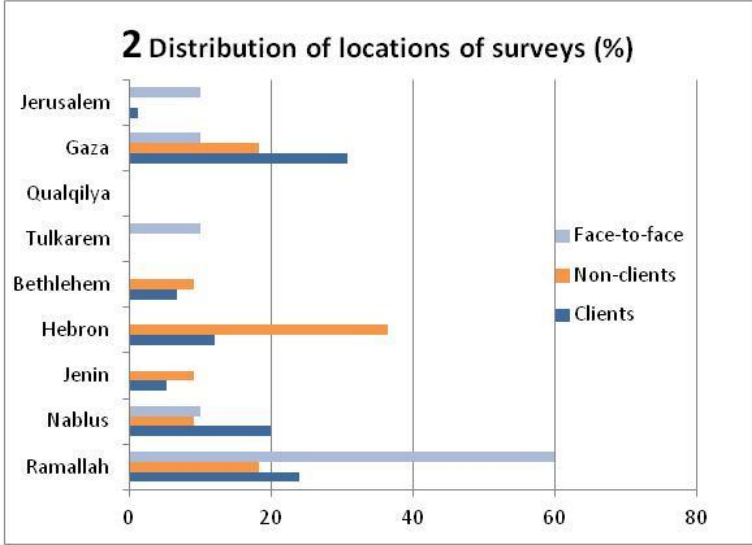 2 Distribution of locations of surveys (%)
Jerusalem
Gaza
Qualqilya
Tulkarem
Bethlehem
Hebron
Jenin
Nablus
Ramallah
Face-to-face
Non-clients
Clients
0 20 40 60 80